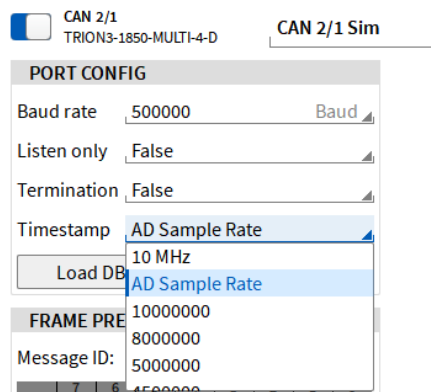 CAN 2/1
TRION3-1850-MULTI-4-D
CAN 2/1 Sim
PORT CONFIG
Baud rate 500000 Baud
Listen only False
Termination False
Timestamp AD Sample Rate
10 MHz
Load DB
AD Sample Rate
10000000
FRAME PRE
8000000
Message ID:
5000000
7 6
4500000